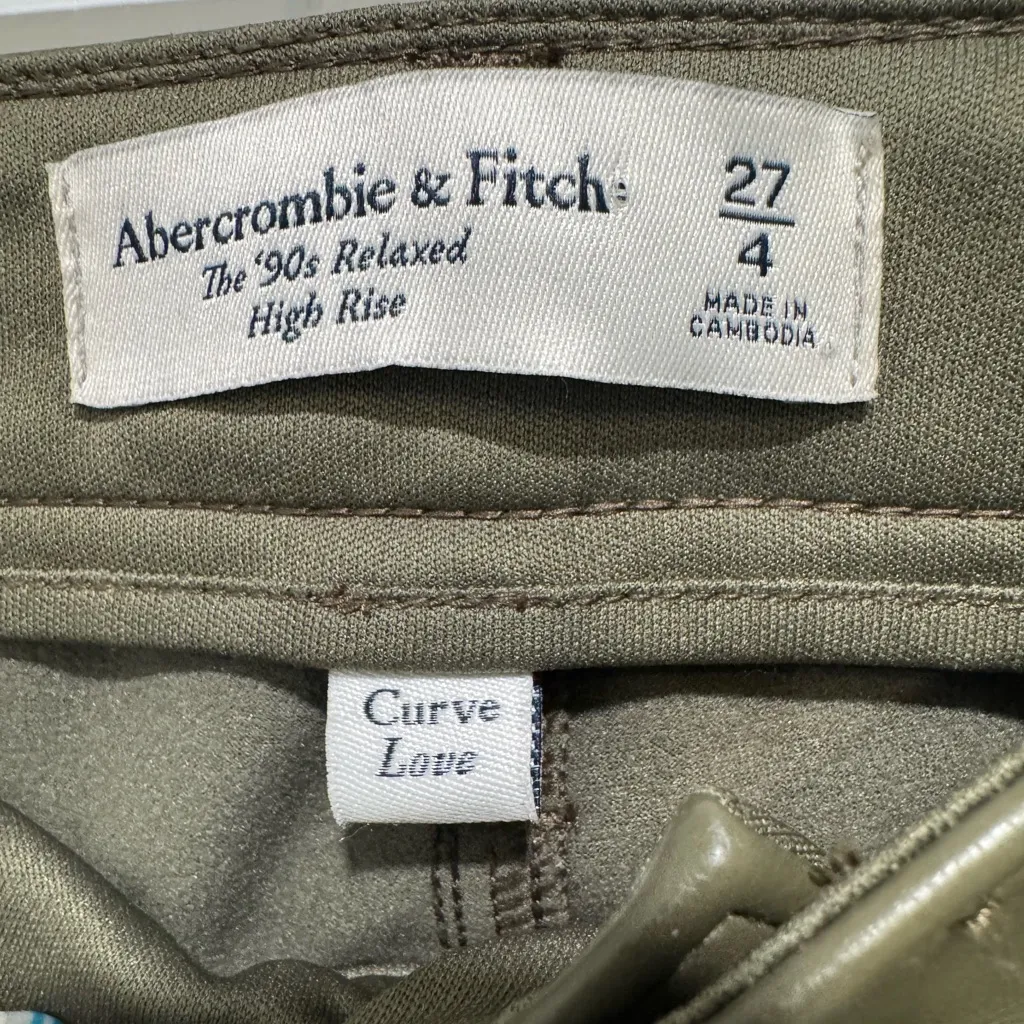 Abercrombie & Fitch
The ‘90s Relaxed
High Rise
27
4
MADE IN
CAMBODIA
Curve
Love